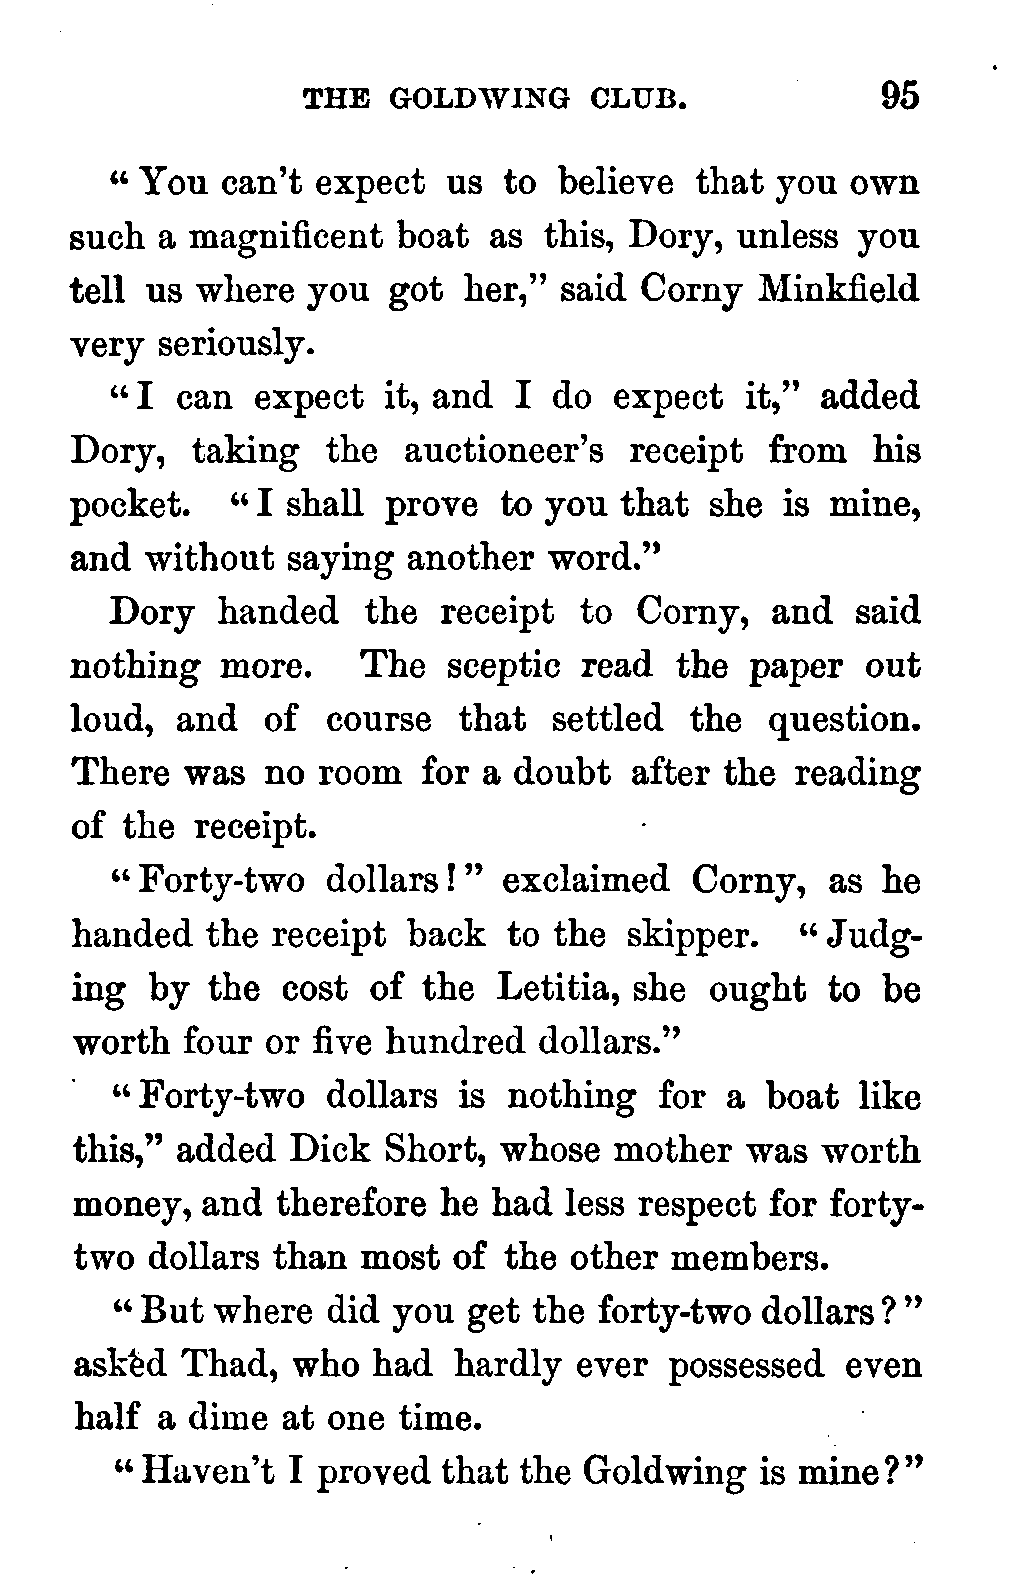 THE GOLDWING CLUB. 95
“You can't expect us to believe that you own
such a magnificent boat as this, Dory, unless you
tell us where you got her,” said Corny Minkfield
very seriously.
“I can expect it, and I do expect it,” added
Dory, taking the auctioneer's receipt from his
pocket. “I shall prove to you that she is mine,
and without saying another word.”
Dory handed the receipt to Corny, and said
nothing more. The sceptic read the paper out
loud, and of course that settled the question.
There was no room for a doubt after the reading
of the receipt.
“Forty-two dollars!” exclaimed Corny, as he
handed the receipt back to the skipper. “Judg-
ing by the cost of the Letitia, she ought to be
worth four or five hundred dollars.”
“Forty-two dollars is nothing for a boat like
this,” added Dick Short, whose mother was worth
money, and therefore he had less respect for forty-
two dollars than most of the other members.
“But where did you get the forty-two dollars?”
asked Thad, who had hardly ever possessed even
half a dime at one time.
“Haven't I proved that the Goldwing is mine?”